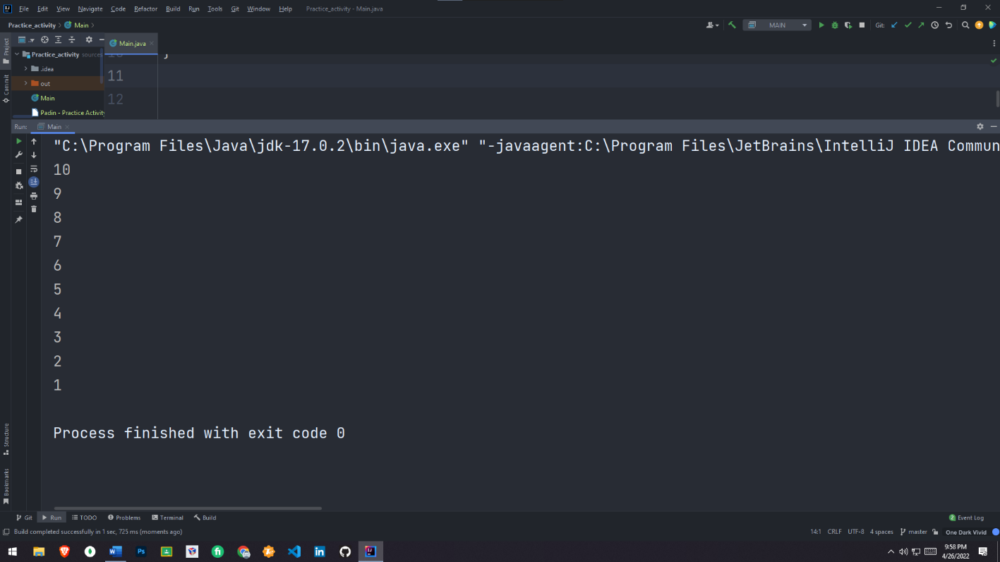 File Edit View Navigate Code Refactor Build Run Tools Git Window Help Practice_activity - Main.java
Practice_activity Main MAIN Git:
Project
Main.java
Practice_activity sources
.idea
out
Main
Padin - Practice Activity
Commit
11
12
Run: Main
"C:\Program Files\Java\jdk-17.0.2\bin\java.exe" "-javaagent:C:\Program Files\JetBrains\IntelliJ IDEA Commun
10
9
8
7
6
5
4
3
2
1
Process finished with exit code 0
Structure
Bookmarks
Git Run TODO Problems Terminal Build 2 Event Log
Build completed successfully in 1 sec, 725 ms (moments ago) 14:1 CRLF UTF-8 4 spaces master One Dark Vivid
W Ps fi in IJ 9:58 PM
4/26/2022